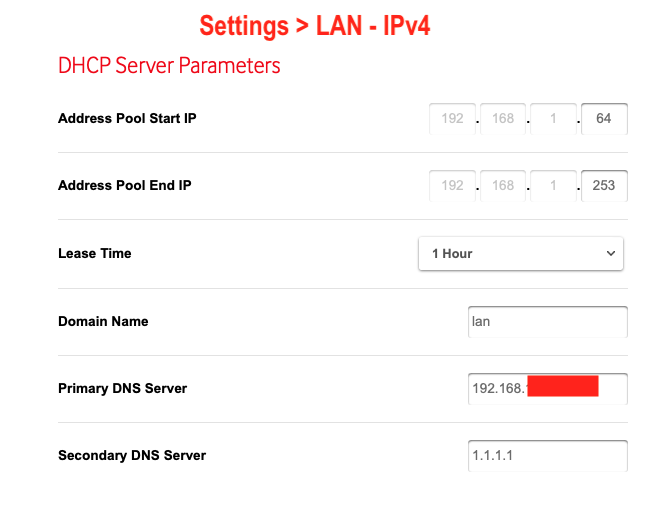 Settings > LAN - IPv4
DHCP Server Parameters
Address Pool Start IP 192 . 168 . 1 . 64
Address Pool End IP 192 . 168 . 1 . 253
Lease Time 1 Hour
Domain Name lan
Primary DNS Server 192.168.
Secondary DNS Server 1.1.1.1